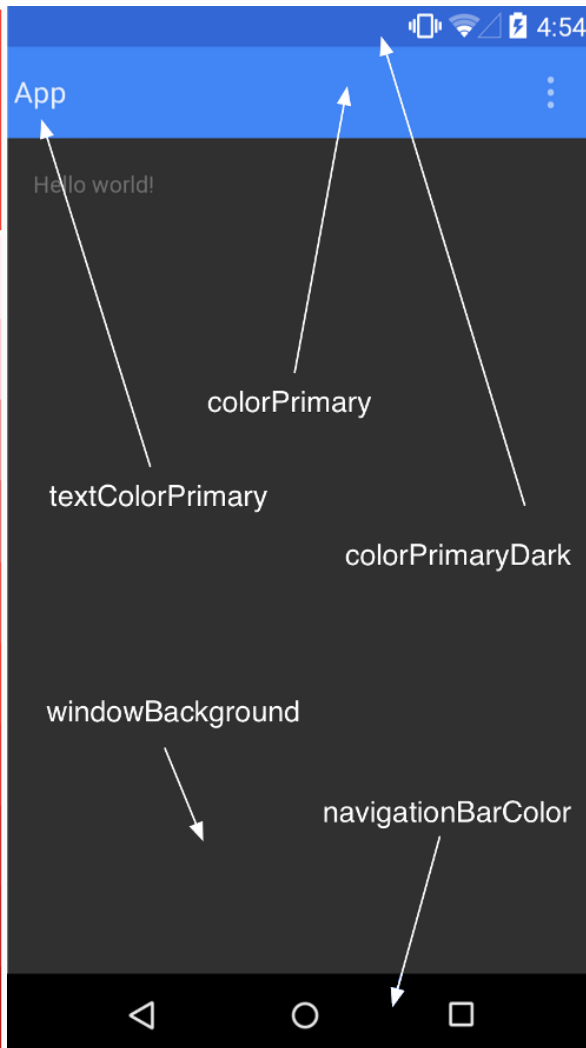 4:54
App
Hello world!
colorPrimary
textColorPrimary
colorPrimaryDark
windowBackground
navigationBarColor